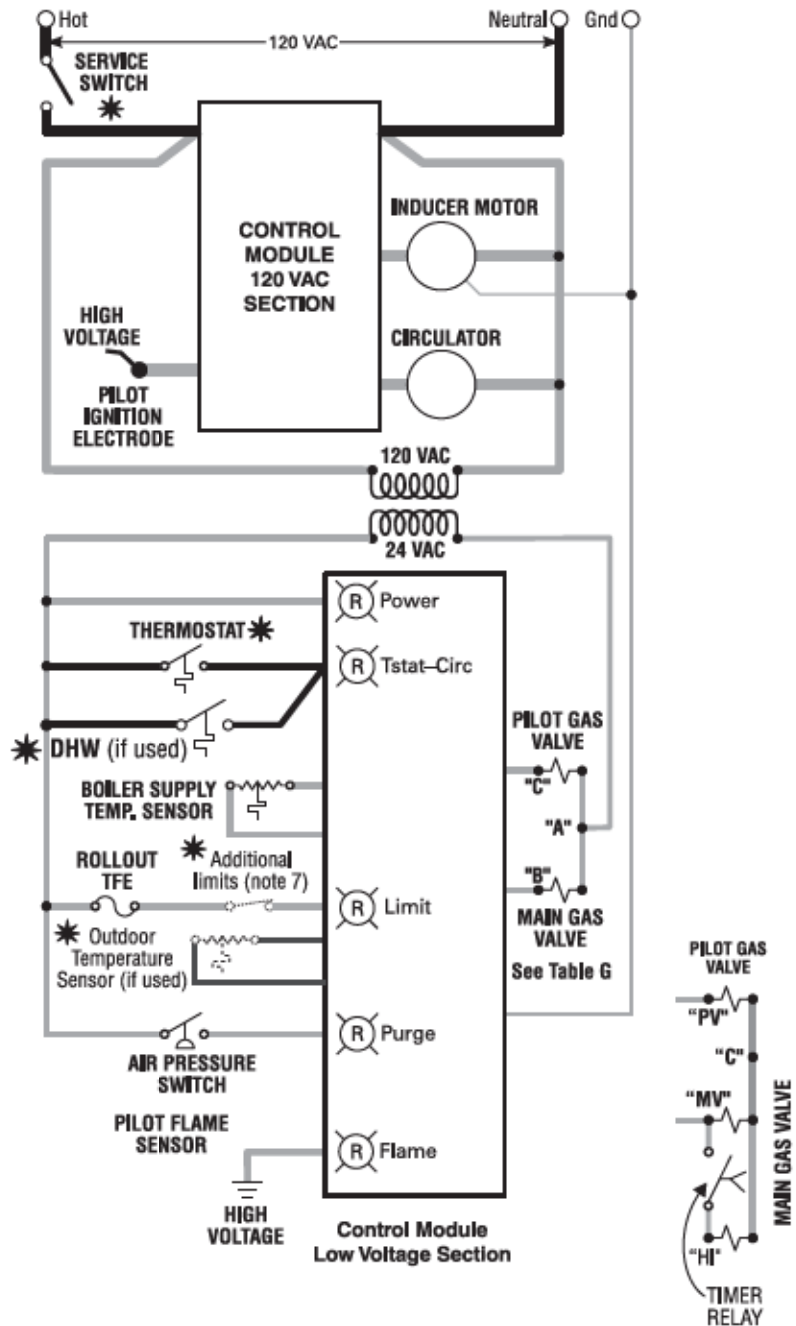 Hot
Neutral
Gnd
120 VAC
SERVICE
SWITCH
CONTROL
MODULE
120 VAC
SECTION
INDUCER MOTOR
HIGH
VOLTAGE
PILOT
IGNITION
ELECTRODE
CIRCULATOR
120 VAC
24 VAC
R Power
THERMOSTAT
R Tstat–Circ
DHW (if used)
PILOT GAS
VALVE
"C"
"A"
"B"
MAIN GAS
VALVE
See Table G
BOILER SUPPLY
TEMP. SENSOR
ROLLOUT
TFE
Additional
limits (note 7)
R Limit
Outdoor
Temperature
Sensor (if used)
R Purge
AIR PRESSURE
SWITCH
PILOT FLAME
SENSOR
R Flame
HIGH
VOLTAGE
Control Module
Low Voltage Section
PILOT GAS
VALVE
“PV”
"C"
"MV"
MAIN GAS VALVE
“HI”
TIMER
RELAY